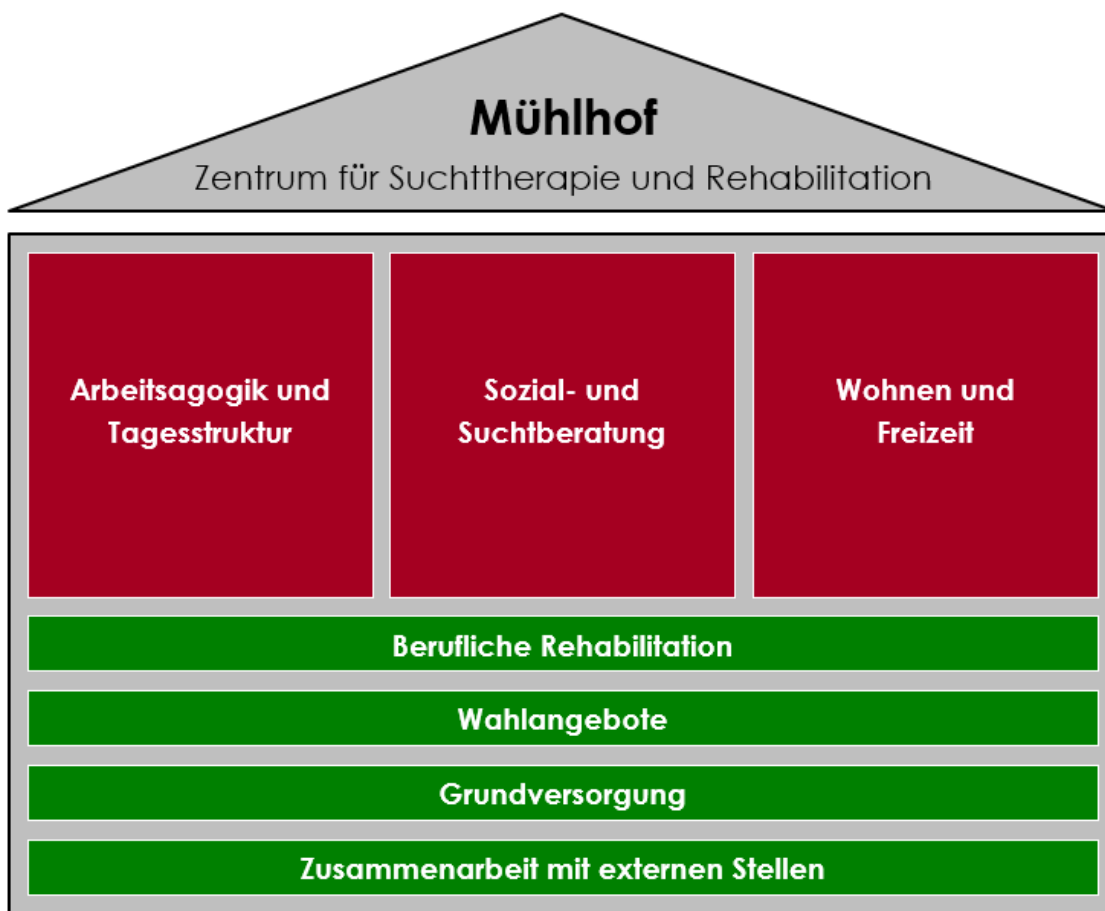 Mühlhof
Zentrum für Suchttherapie und Rehabilitation
Arbeitsagogik und
Tagesstruktur
Sozial- und
Suchtberatung
Wohnen und
Freizeit
Berufliche Rehabilitation
Wahlangebote
Grundversorgung
Zusammenarbeit mit externen Stellen